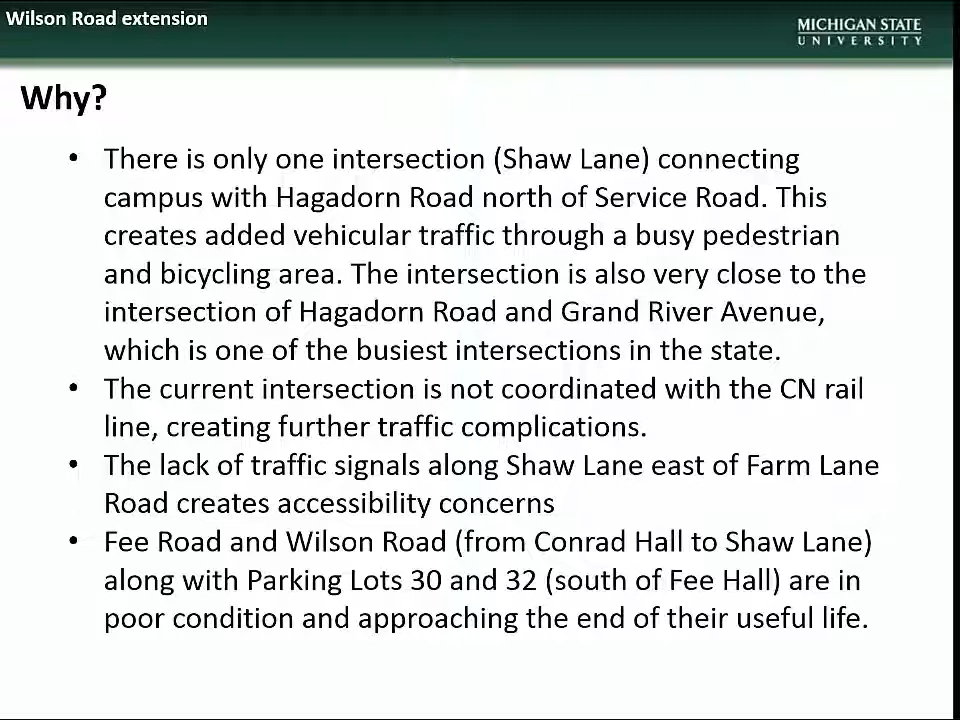 Wilson Road extension
MICHIGAN STATE
UNIVERSITY
Why?
• There is only one intersection (Shaw Lane) connecting
campus with Hagadorn Road north of Service Road. This
creates added vehicular traffic through a busy pedestrian
and bicycling area. The intersection is also very close to the
intersection of Hagadorn Road and Grand River Avenue,
which is one of the busiest intersections in the state.
• The current intersection is not coordinated with the CN rail
line, creating further traffic complications.
• The lack of traffic signals along Shaw Lane east of Farm Lane
Road creates accessibility concerns
• Fee Road and Wilson Road (from Conrad Hall to Shaw Lane)
along with Parking Lots 30 and 32 (south of Fee Hall) are in
poor condition and approaching the end of their useful life.